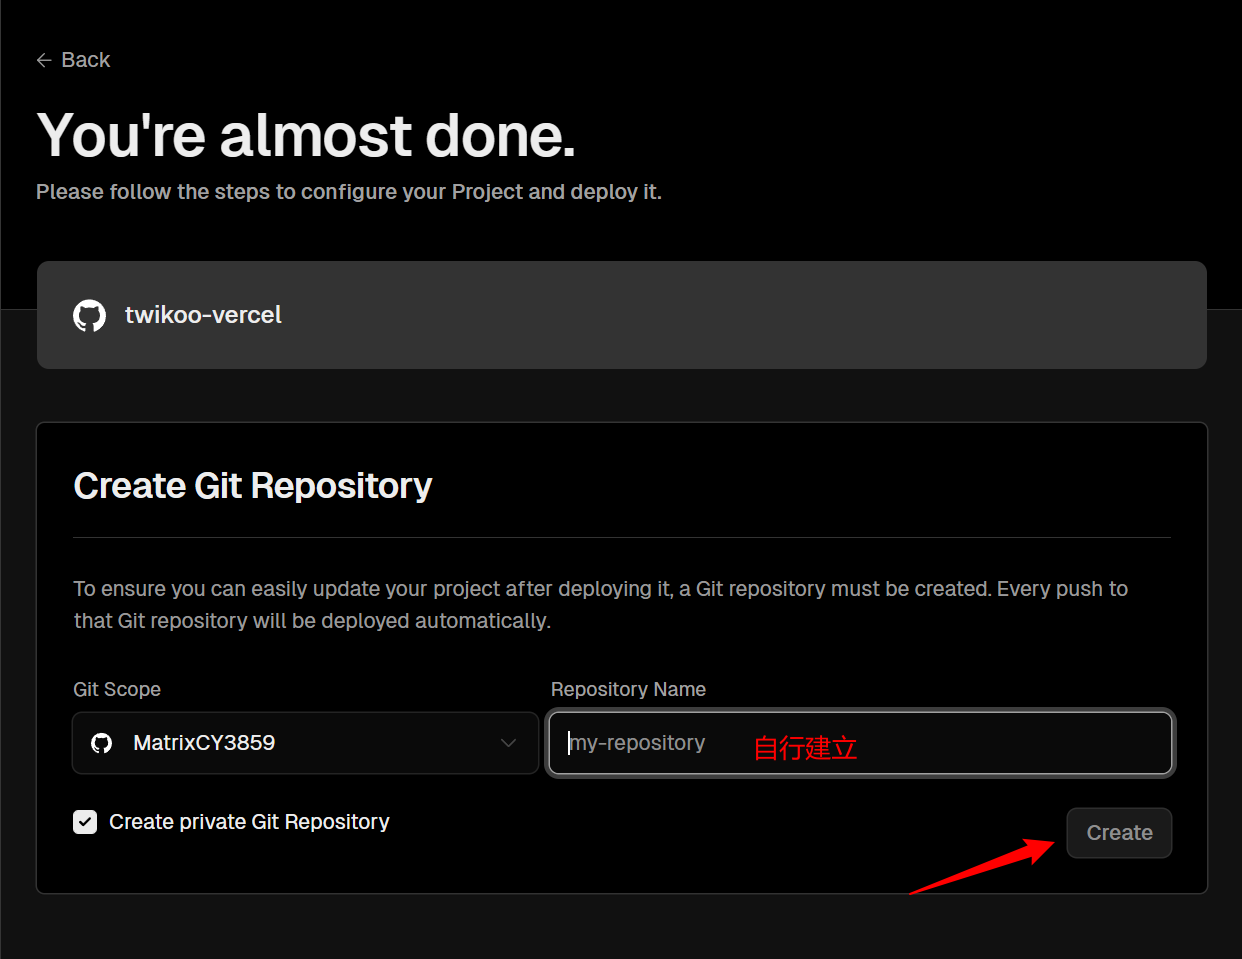 Back
You're almost done.
Please follow the steps to configure your Project and deploy it.
twikoo-vercel
Create Git Repository
To ensure you can easily update your project after deploying it, a Git repository must be created. Every push to
that Git repository will be deployed automatically.
Git Scope
Repository Name
MatrixCY3859
my-repository
自行建立
Create private Git Repository
Create